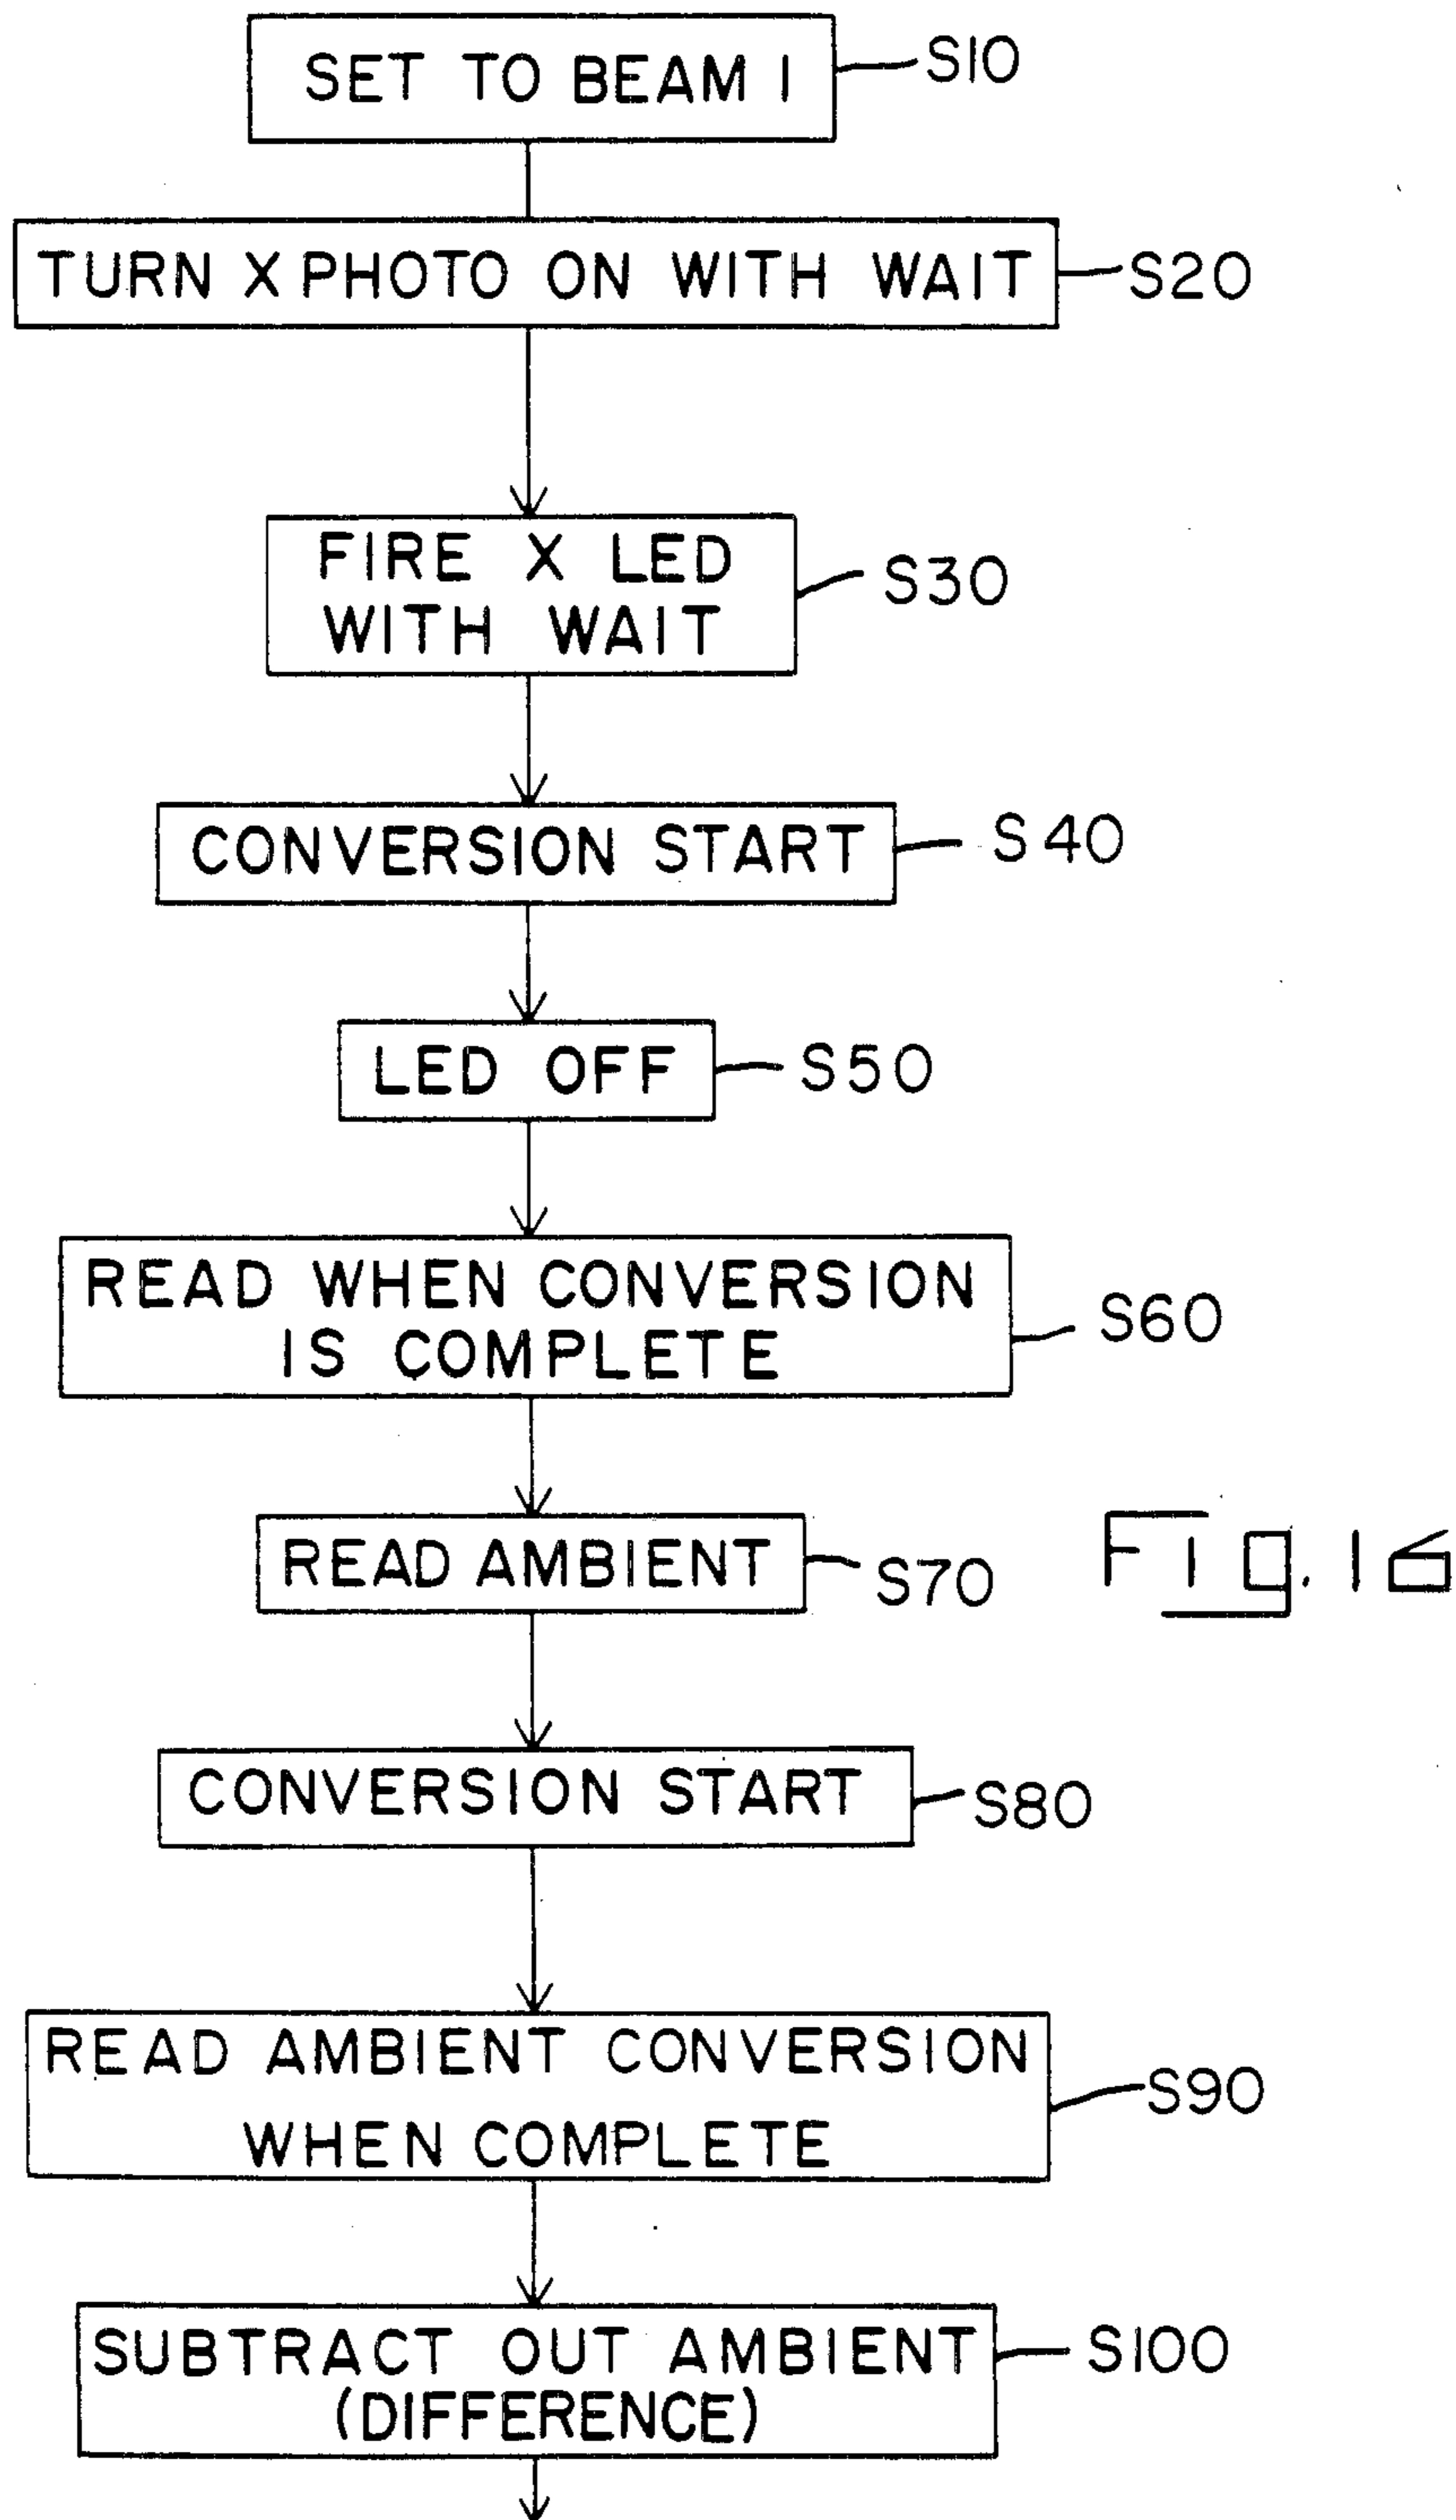 SET TO BEAM 1
S10
TURN X PHOTO ON WITH WAIT
S20
FIRE X LED
WITH WAIT
S30
CONVERSION START
S40
LED OFF
S50
READ WHEN CONVERSION
IS COMPLETE
S60
READ AMBIENT
S70
Fig. 16
CONVERSION START
S80
READ AMBIENT CONVERSION
WHEN COMPLETE
S90
SUBTRACT OUT AMBIENT
(DIFFERENCE)
S100